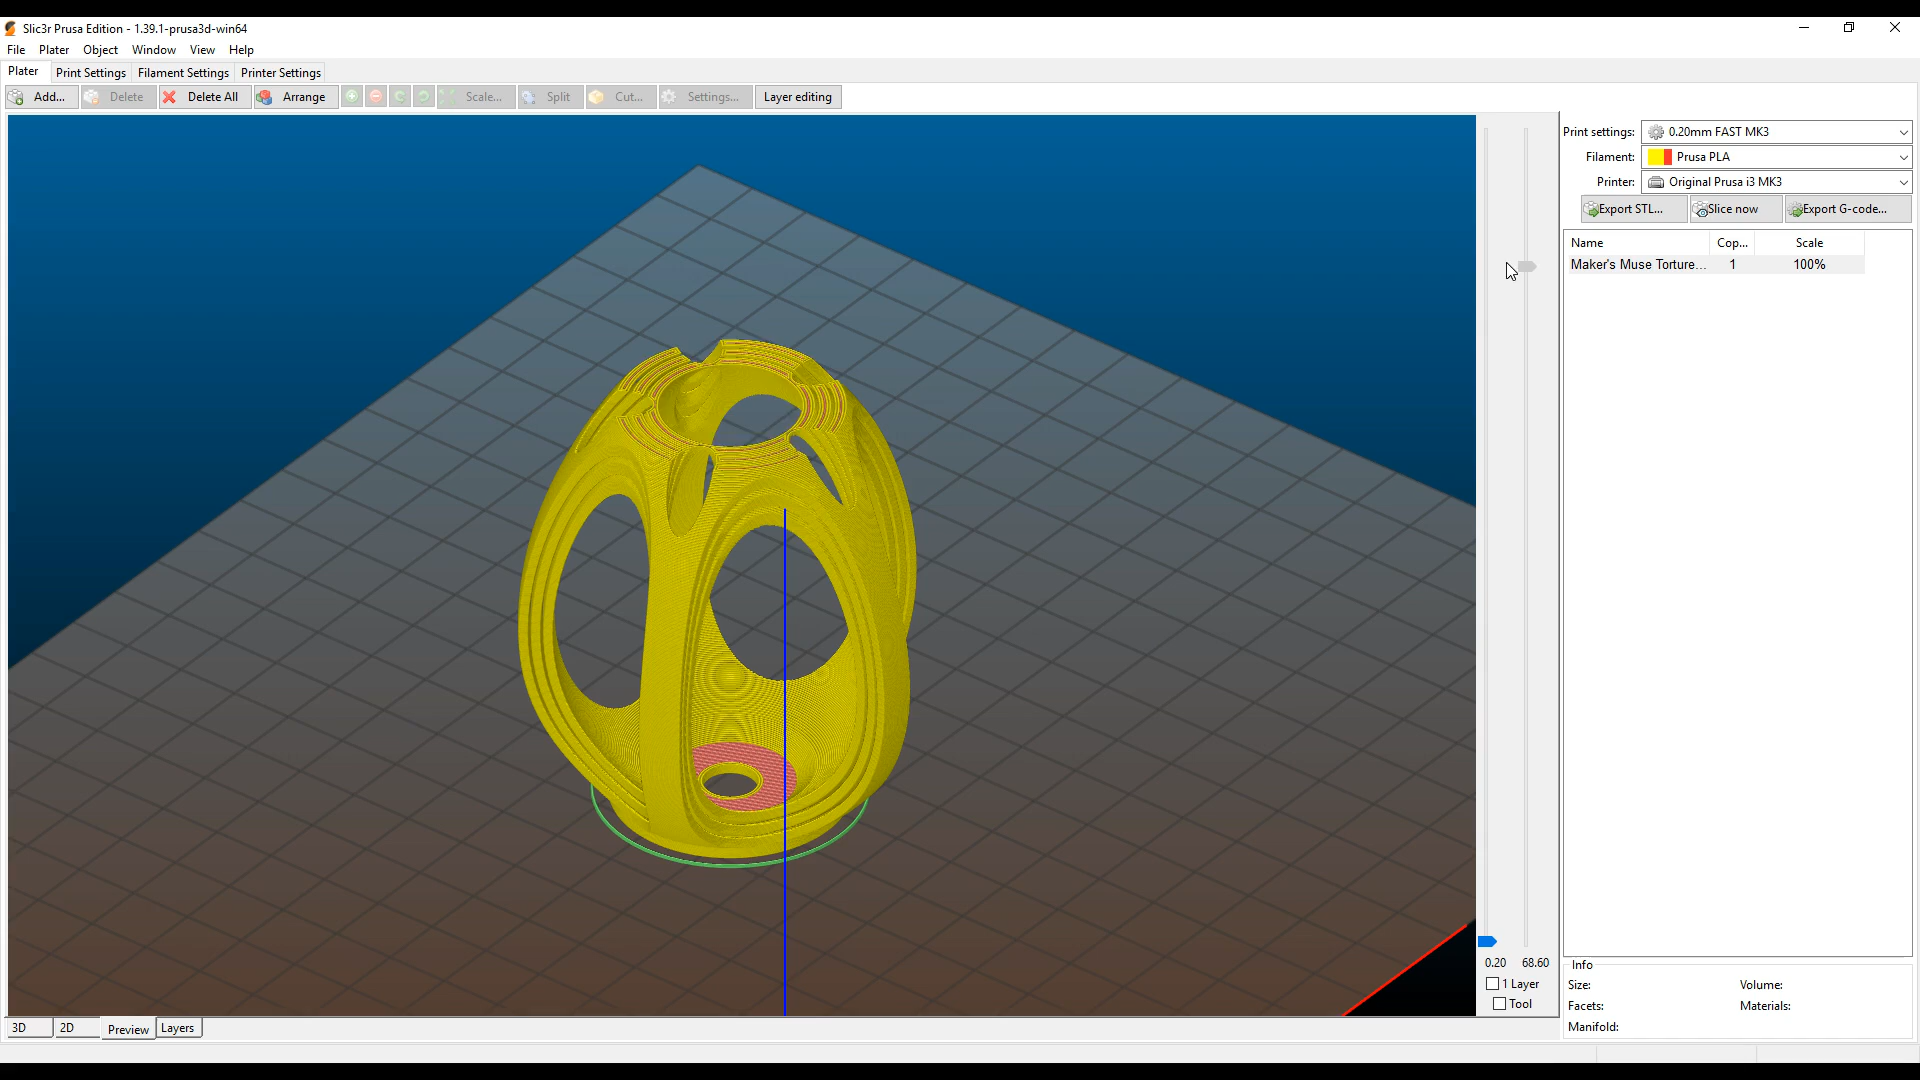 Slic3r Prusa Edition - 1.39.1-prusa3d-win64
File Plater Object Window View Help
Plater Print Settings Filament Settings Printer Settings
Add... Delete Delete All Arrange Scale... Split Cut... Settings... Layer editing
Print settings: 0.20mm FAST MK3
Filament: Prusa PLA
Printer: Original Prusa i3 MK3
Export STL... Slice now Export G-code...
Name Cop... Scale
Maker's Muse Torture... 1 100%
0.20 68.60
1 Layer
Tool
Info
Size: Volume:
Facets: Materials:
Manifold:
3D 2D Preview Layers